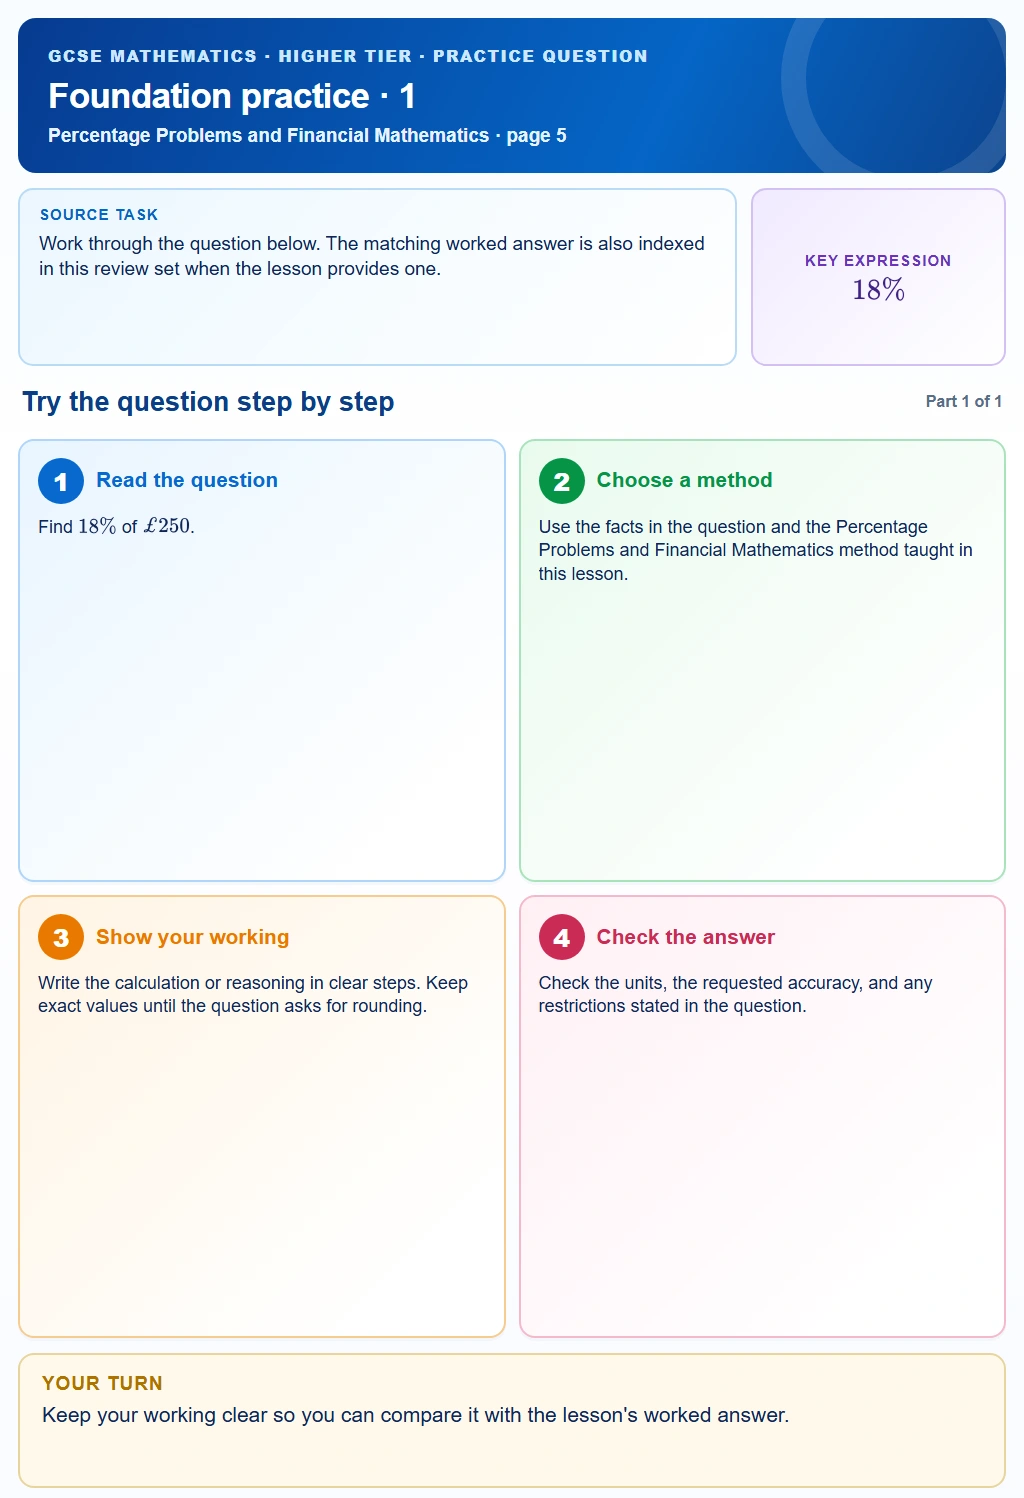 GCSE MATHEMATICS · HIGHER TIER · PRACTICE QUESTION
Foundation practice · 1
Percentage Problems and Financial Mathematics · page 5
SOURCE TASK
Work through the question below. The matching worked answer is also indexed
in this review set when the lesson provides one.
KEY EXPRESSION
18%
Try the question step by step
Part 1 of 1
1 Read the question
Find 18% of £250.
2 Choose a method
Use the facts in the question and the Percentage
Problems and Financial Mathematics method taught in
this lesson.
3 Show your working
Write the calculation or reasoning in clear steps. Keep
exact values until the question asks for rounding.
4 Check the answer
Check the units, the requested accuracy, and any
restrictions stated in the question.
YOUR TURN
Keep your working clear so you can compare it with the lesson's worked answer.